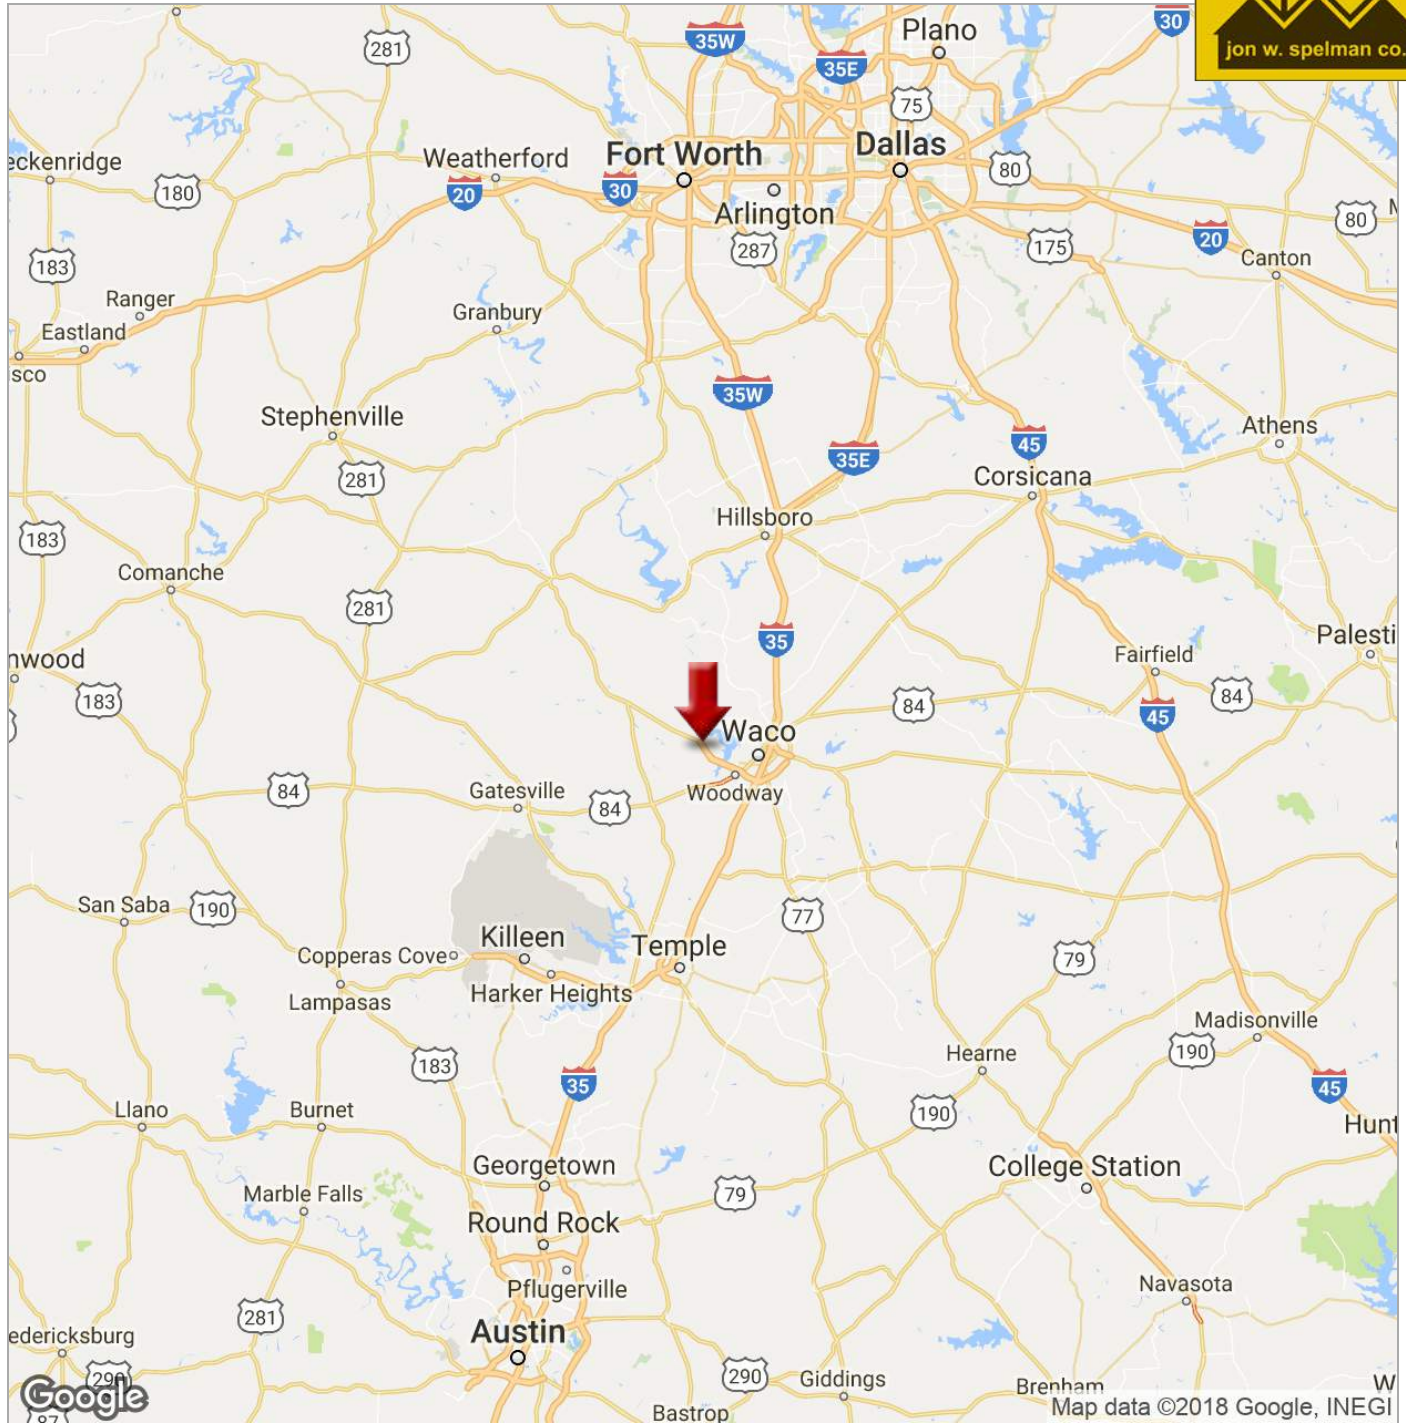 Plano
30
jon w. spelman co.
281
35W
35E
75
eckenridge
Weatherford
Fort Worth
Dallas
180
20
30
80
Arlington
80
183
287
175
20
Canton
Ranger
Granbury
Eastland
sco
35W
Stephenville
45
Athens
35E
281
Corsicana
Hillsboro
183
Comanche
281
35
Palesti
nwood
Fairfield
183
84
84
45
Waco
84
Gatesville
84
Woodway
San Saba
190
77
Killeen
Temple
Copperas Cove
79
Lampasas
Harker Heights
Madisonville
183
Hearne
190
35
45
Llano
Burnet
190
Hunt
Georgetown
College Station
Marble Falls
79
Round Rock
Pflugerville
Navasota
281
edericksburg
Austin
290
290
Giddings
Brenham
W
Google
87
Bastrop
Map data ©2018 Google, INEGI